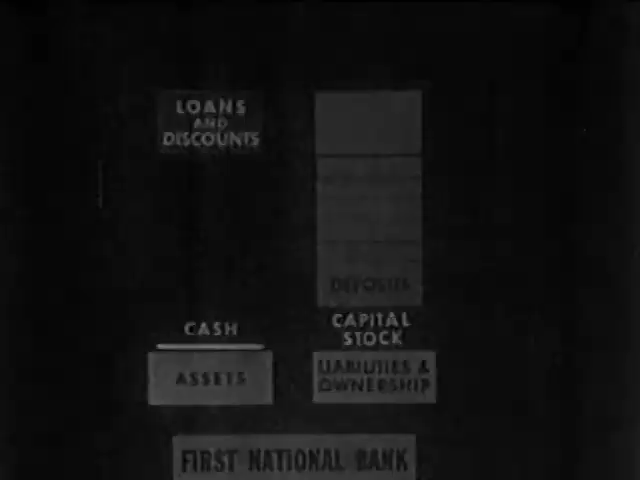 LOANS
AND
DISCOUNTS
DEPOSITS
CASH
CAPITAL
STOCK
ASSETS
LIABILITIES &
OWNERSHIP
FIRST NATIONAL BANK